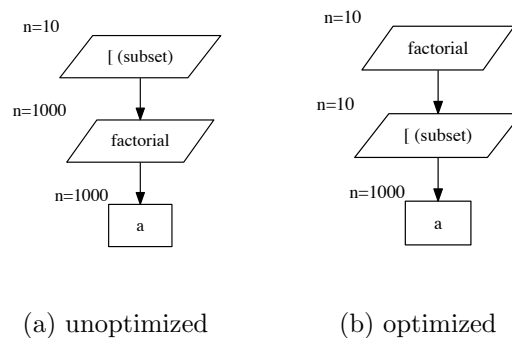 n=10
[ (subset)
n=1000
factorial
n=1000
a
(a) unoptimized
n=10
factorial
n=10
[ (subset)
n=1000
a
(b) optimized